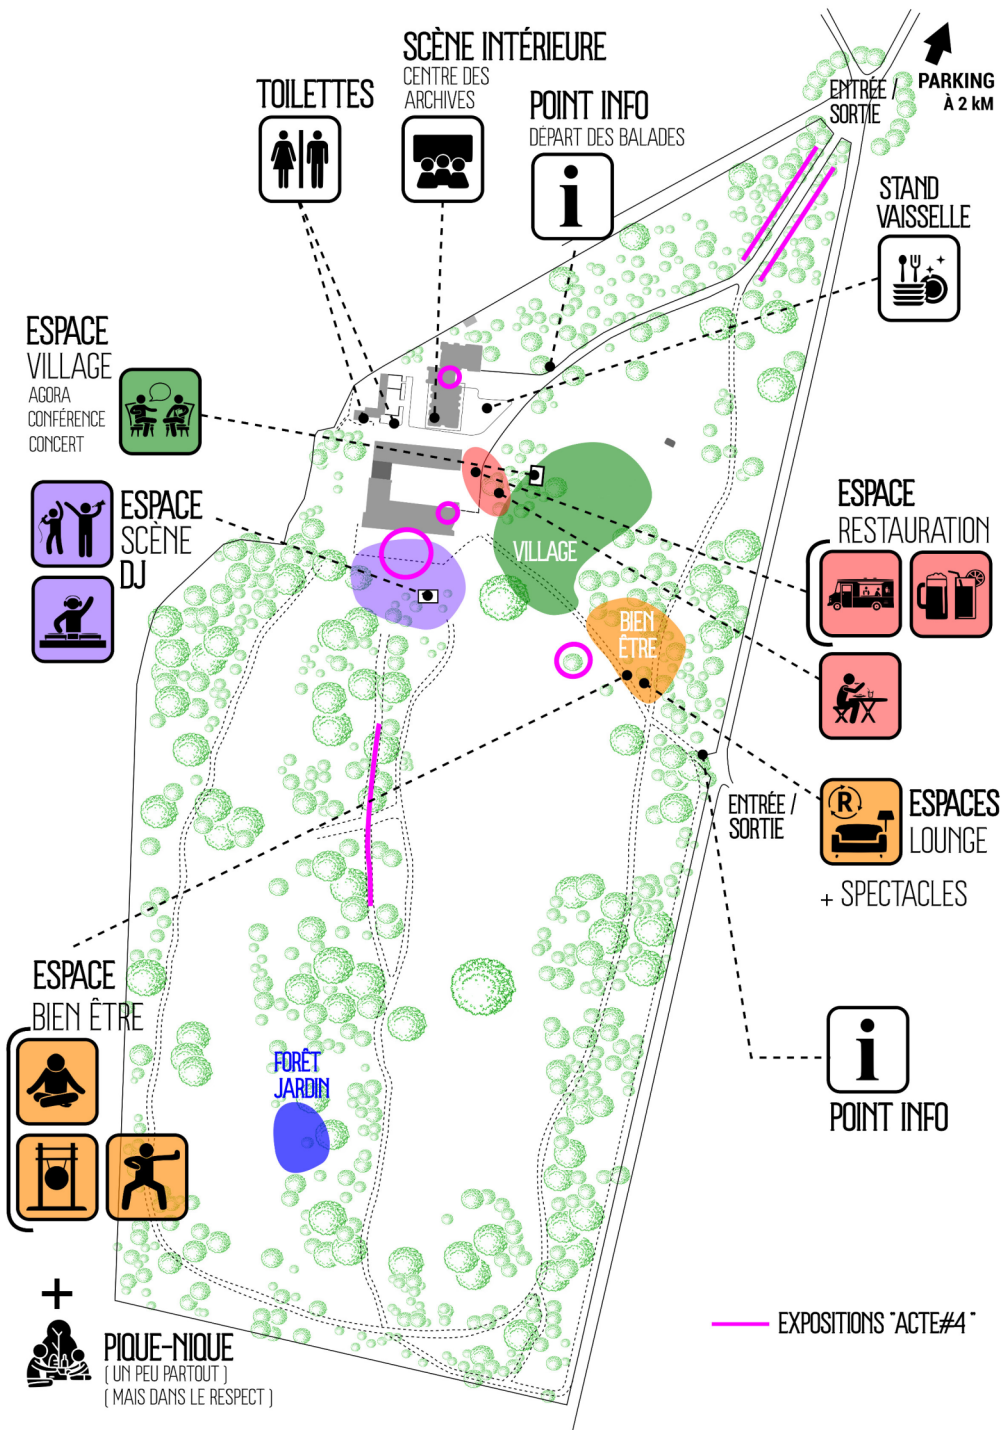 SCÈNE INTÉRIEURE
CENTRE DES
ARCHIVES
TOILETTES
POINT INFO
DÉPART DES BALADES
i
ENTRÉE /
SORTIE
PARKING
À 2 KM
STAND
VAISSELLE
ESPACE
VILLAGE
AGORA
CONFÉRENCE
CONCERT
ESPACE
SCÈNE
DJ
VILLAGE
ESPACE
RESTAURATION
BIEN
ÊTRE
ENTRÉE /
SORTIE
R
ESPACES
LOUNGE
+ SPECTACLES
ESPACE
BIEN ÊTRE
FORÊT
JARDIN
i
POINT INFO
+
PIQUE-NIQUE
( UN PEU PARTOUT )
( MAIS DANS LE RESPECT )
EXPOSITIONS "ACTE#4"